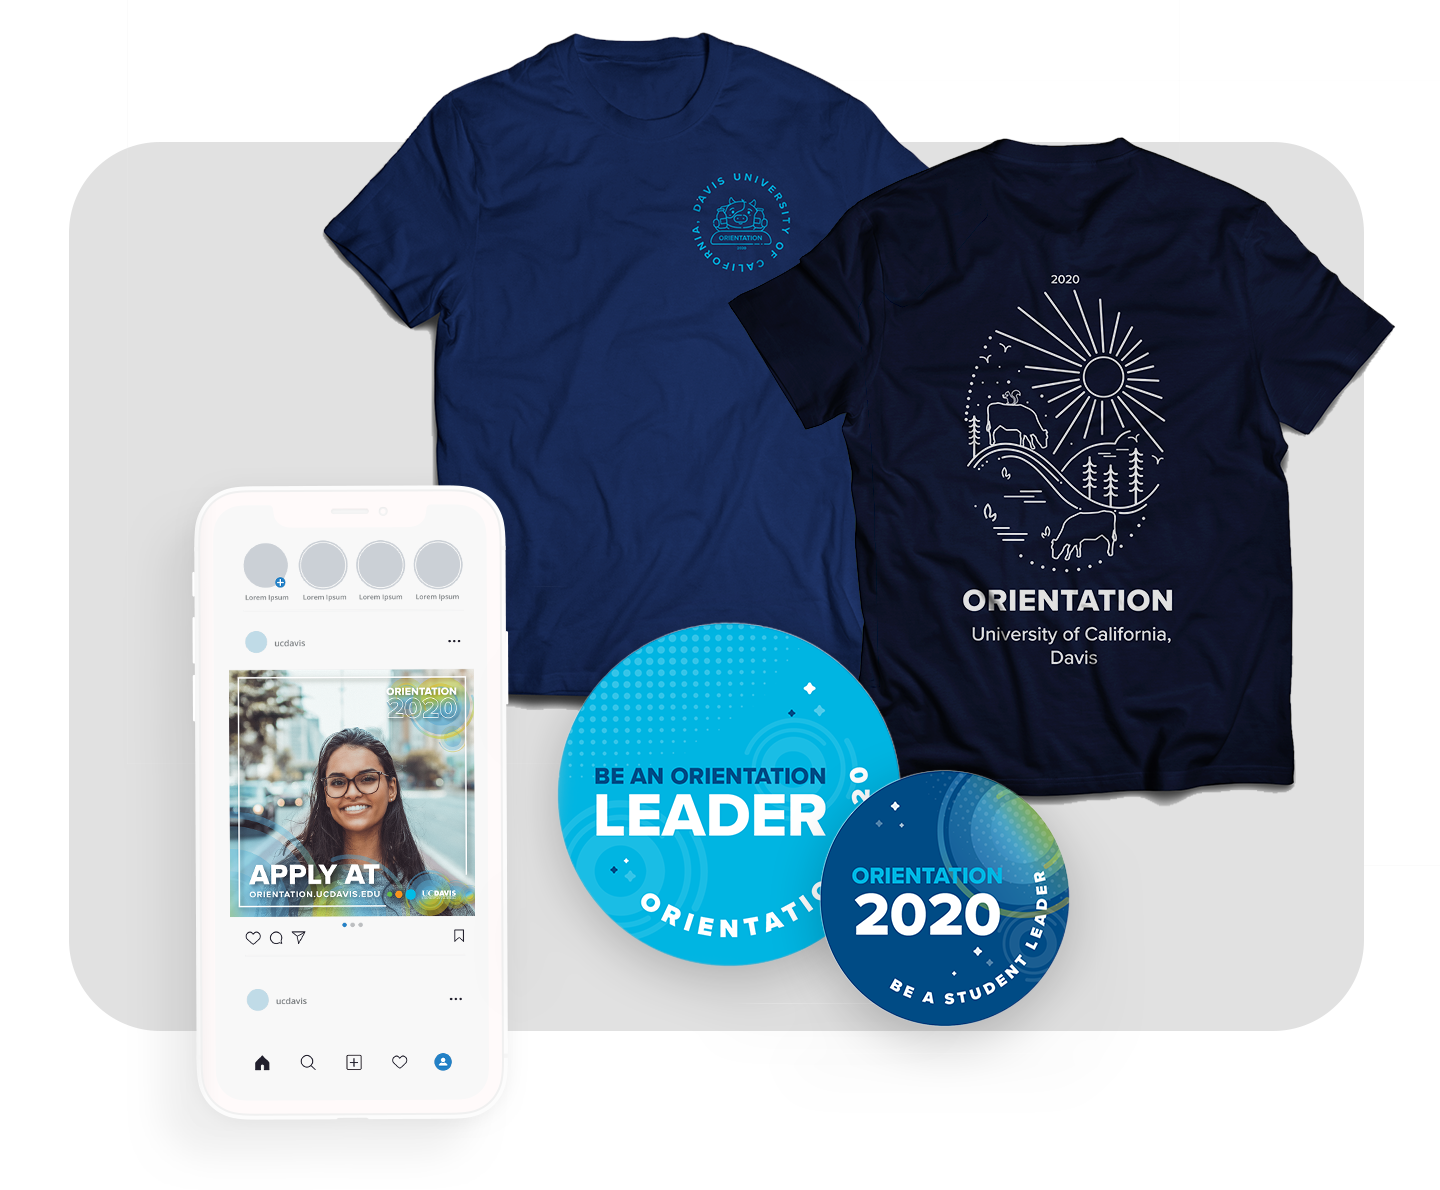 DAVIS UNIVERSITY OF CALIFORNIA,
ORIENTATION
2020
ORIENTATION
University of California,
Davis
Lorem Ipsum
Lorem Ipsum
Lorem Ipsum
Lorem Ipsum
ucdavis
ORIENTATION
2020
APPLY AT
ORIENTATION.UCDAVIS.EDU
UCDAVIS
ucdavis
BE AN ORIENTATION
LEADER
ORIENTATIO
20
ORIENTATION
2020
BE A STUDENT LEADER